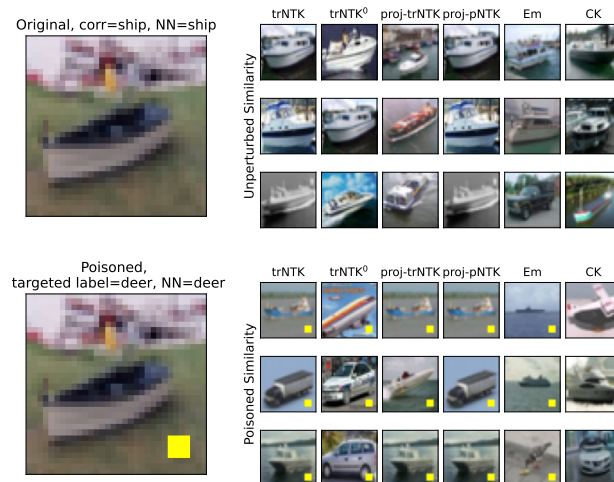 Original, corr=ship, NN=ship
trNTK trNTK⁰ proj-trNTK proj-pNTK Em CK
Unperturbed Similarity
Poisoned,
targeted label=deer, NN=deer
trNTK trNTK⁰ proj-trNTK proj-pNTK Em CK
Poisoned Similarity